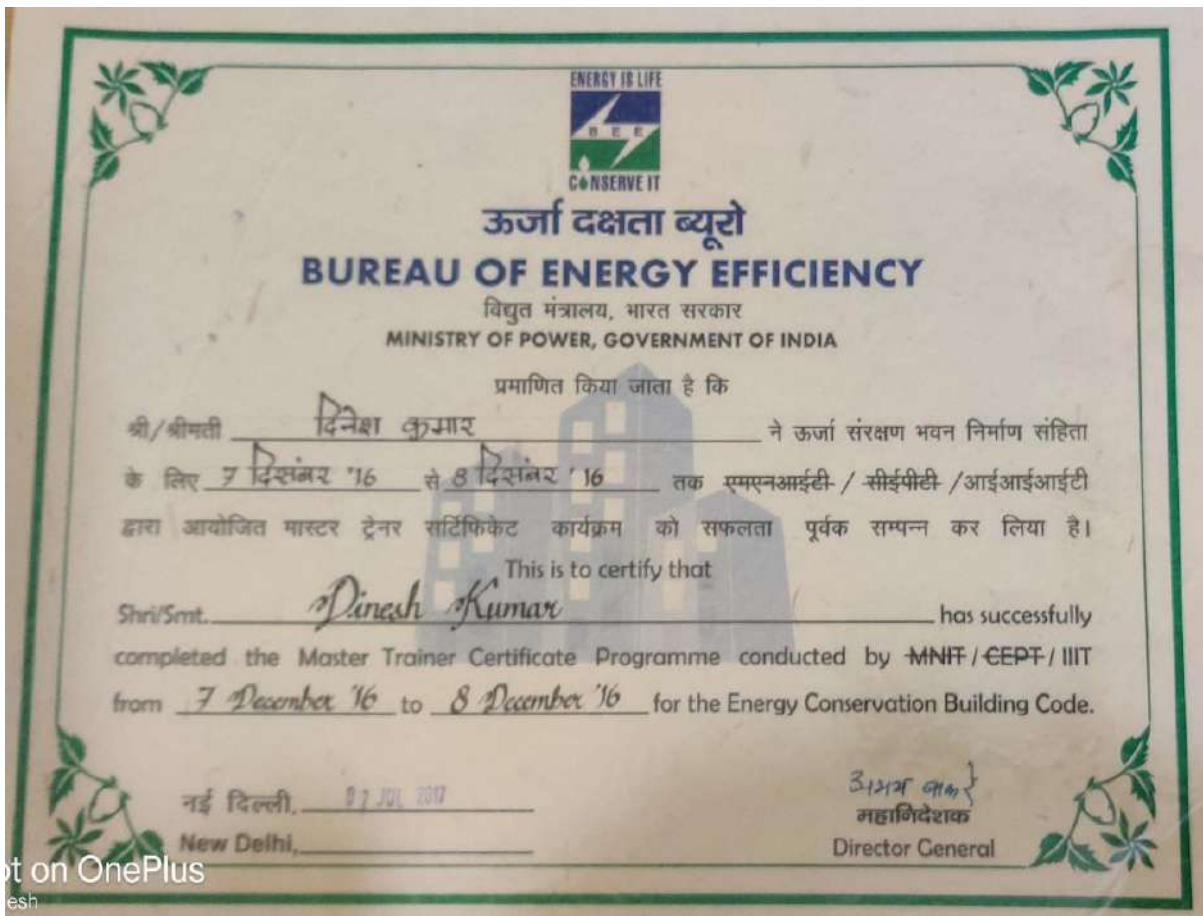 ENERGY IS LIFE
BEE
CONSERVE IT
ऊर्जा दक्षता ब्यूरो
BUREAU OF ENERGY EFFICIENCY
विद्युत मंत्रालय, भारत सरकार
MINISTRY OF POWER, GOVERNMENT OF INDIA
प्रमाणित किया जाता है कि
श्री/श्रीमती दिनेश कुमार ने ऊर्जा संरक्षण भवन निर्माण संहिता
के लिए 7 दिसंबर '16 से 8 दिसंबर '16 तक एमएनआईटी / सीईपीटी /आईआईआईटी
द्वारा आयोजित मास्टर ट्रेनर सर्टिफिकेट कार्यक्रम को सफलता पूर्वक सम्पन्न कर लिया है।
This is to certify that
Shri/Smt. Dinesh Kumar has successfully
completed the Master Trainer Certificate Programme conducted by MNIT / CEPT / IIIT
from 7 December '16 to 8 December '16 for the Energy Conservation Building Code.
नई दिल्ली, JUL 2017
New Delhi,
अभय बाकरे
महानिदेशक
Director General
ot on OnePlus
esh